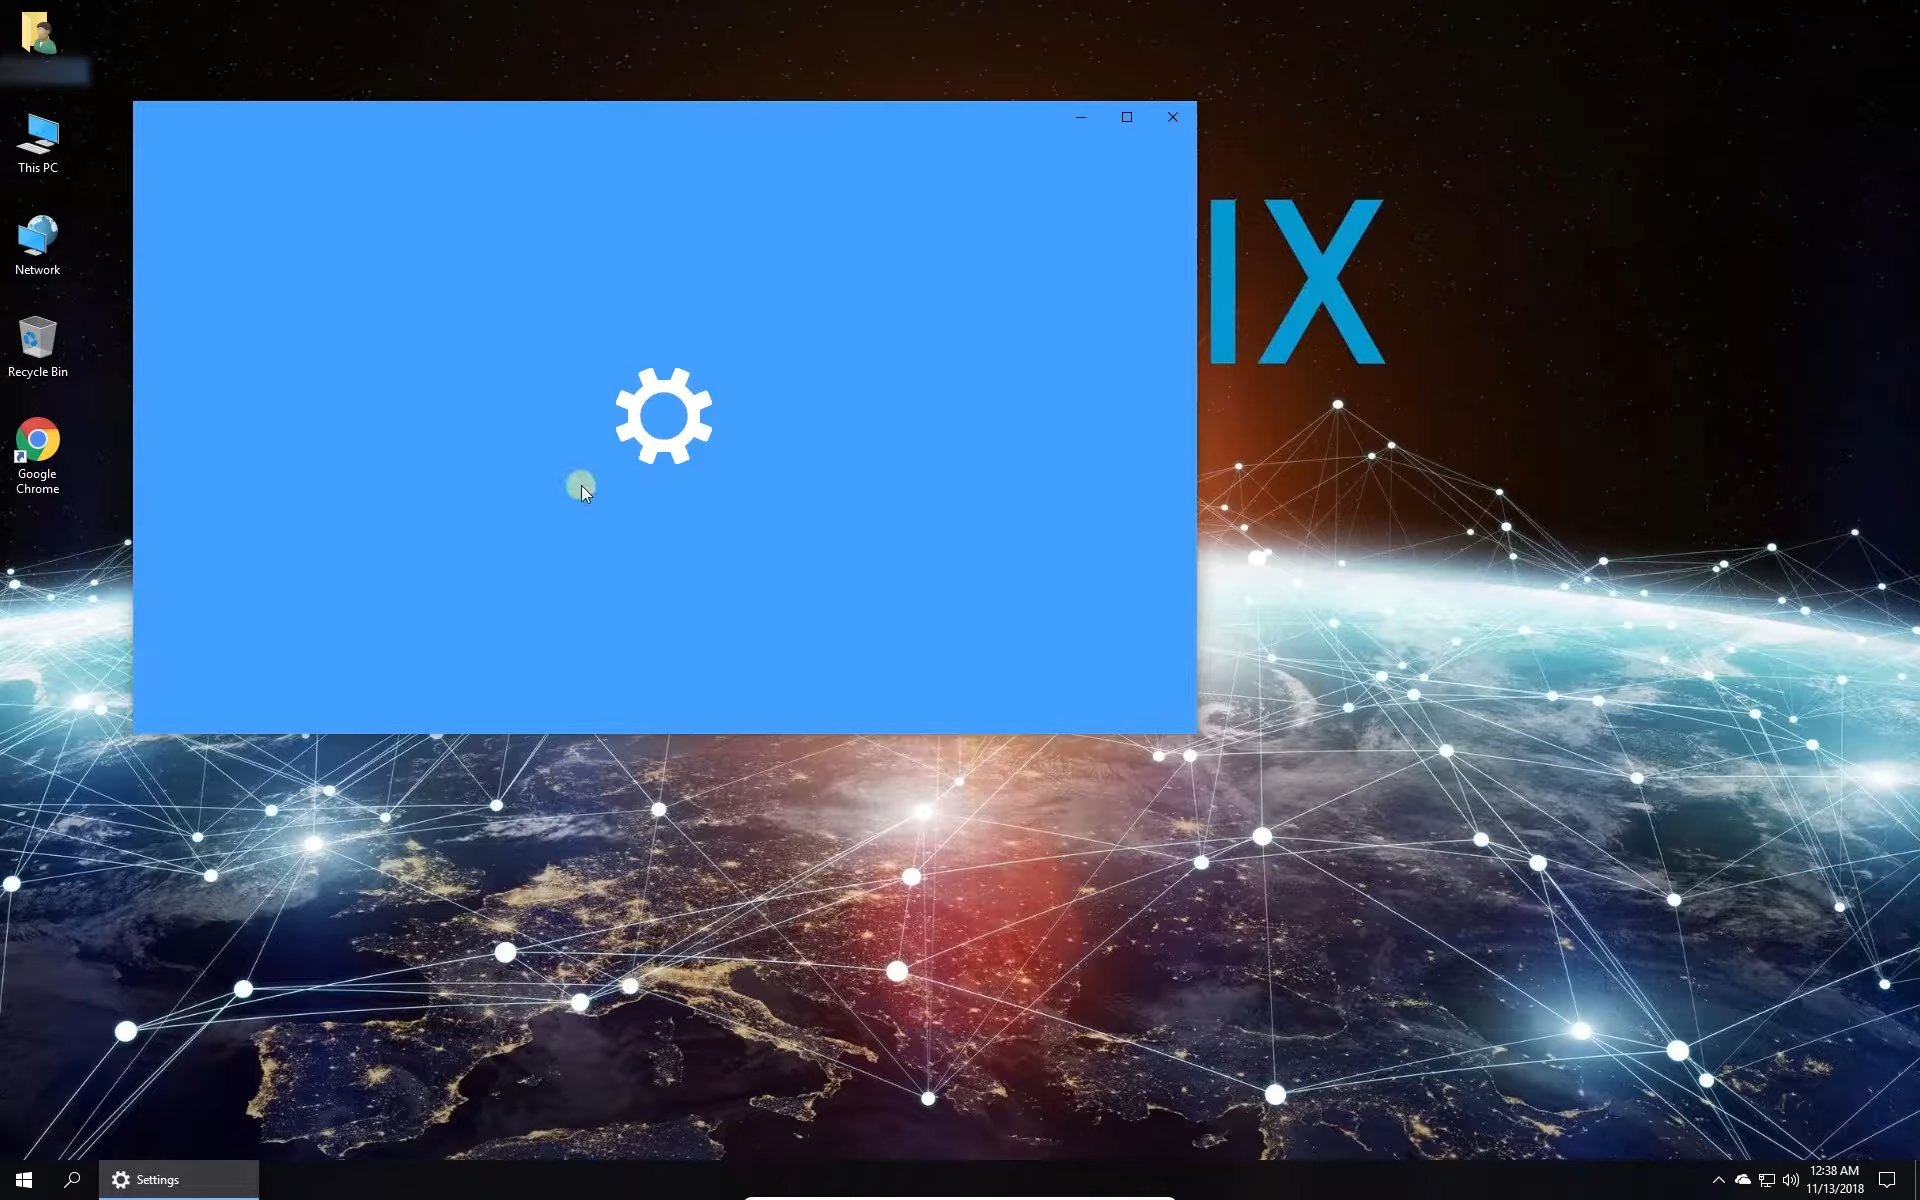 This PC
Network
Recycle Bin
Google
Chrome
IX
Settings
12:38 AM
11/13/2018